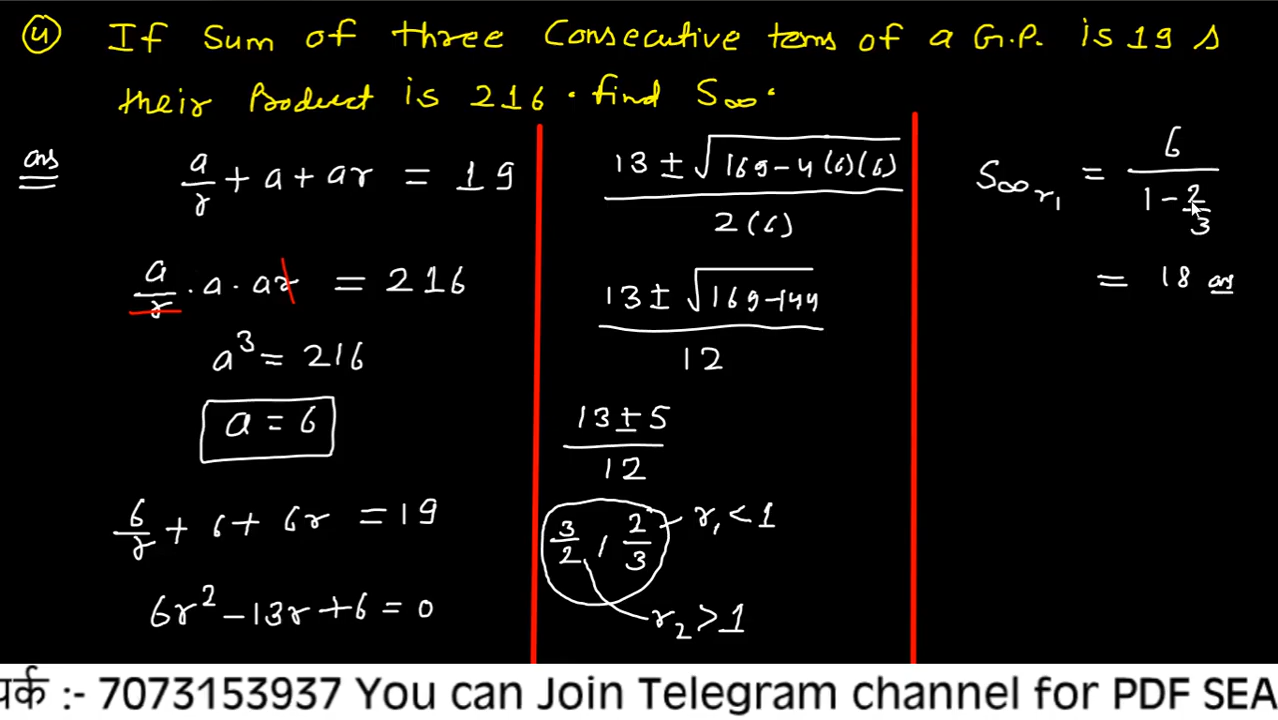 (4) If Sum of three Consecutive tems of a G.P. is 19 &
their Product is 216 · find S∞ ·
ans
a/r + a + ar = 19
a/r · a · ar = 216
a³ = 216
a = 6
6/r + 6 + 6r = 19
6r² - 13r + 6 = 0
13 ± √169 - 4(6)(6)
2(6)
13 ± √169 - 144
12
13 ± 5
12
3/2 , 2/3 r₁ < 1
r₂ > 1
S∞r₁ = 6/1 - 2/3
= 18 ans
पर्क :- 7073153937 You can Join Telegram channel for PDF SEA